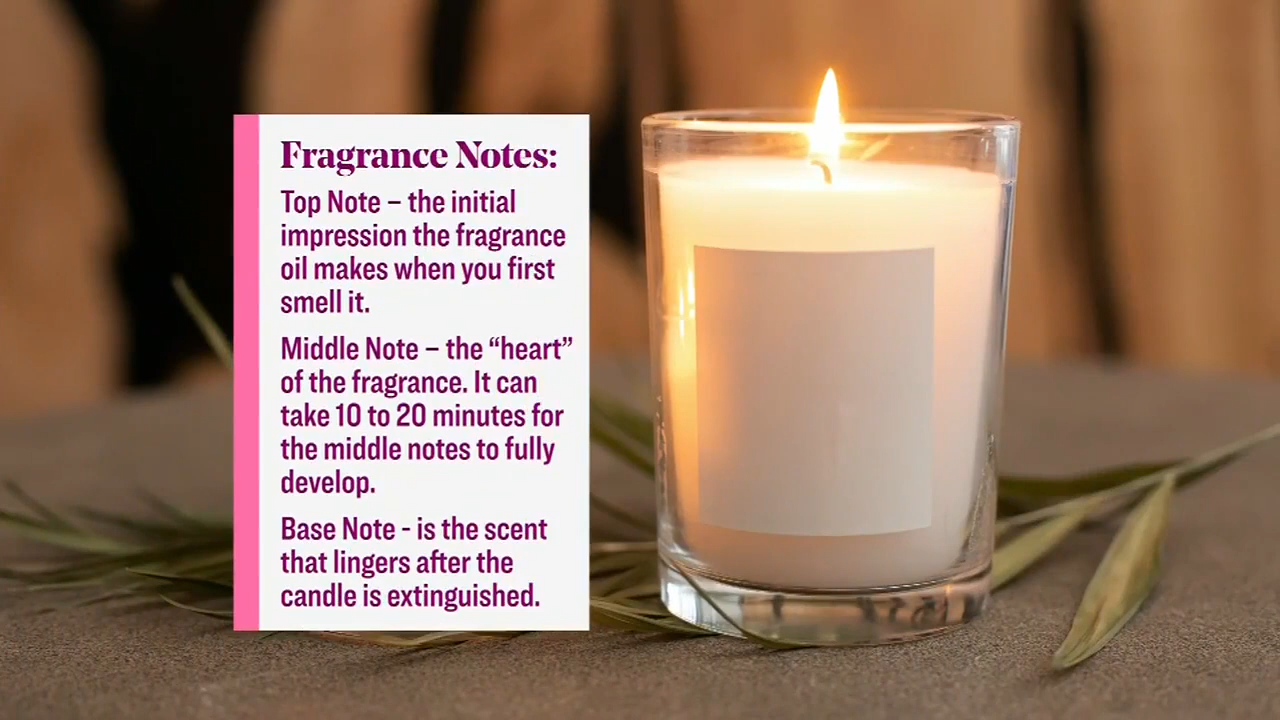 Fragrance Notes:
Top Note – the initial
impression the fragrance
oil makes when you first
smell it.
Middle Note – the “heart”
of the fragrance. It can
take 10 to 20 minutes for
the middle notes to fully
develop.
Base Note - is the scent
that lingers after the
candle is extinguished.